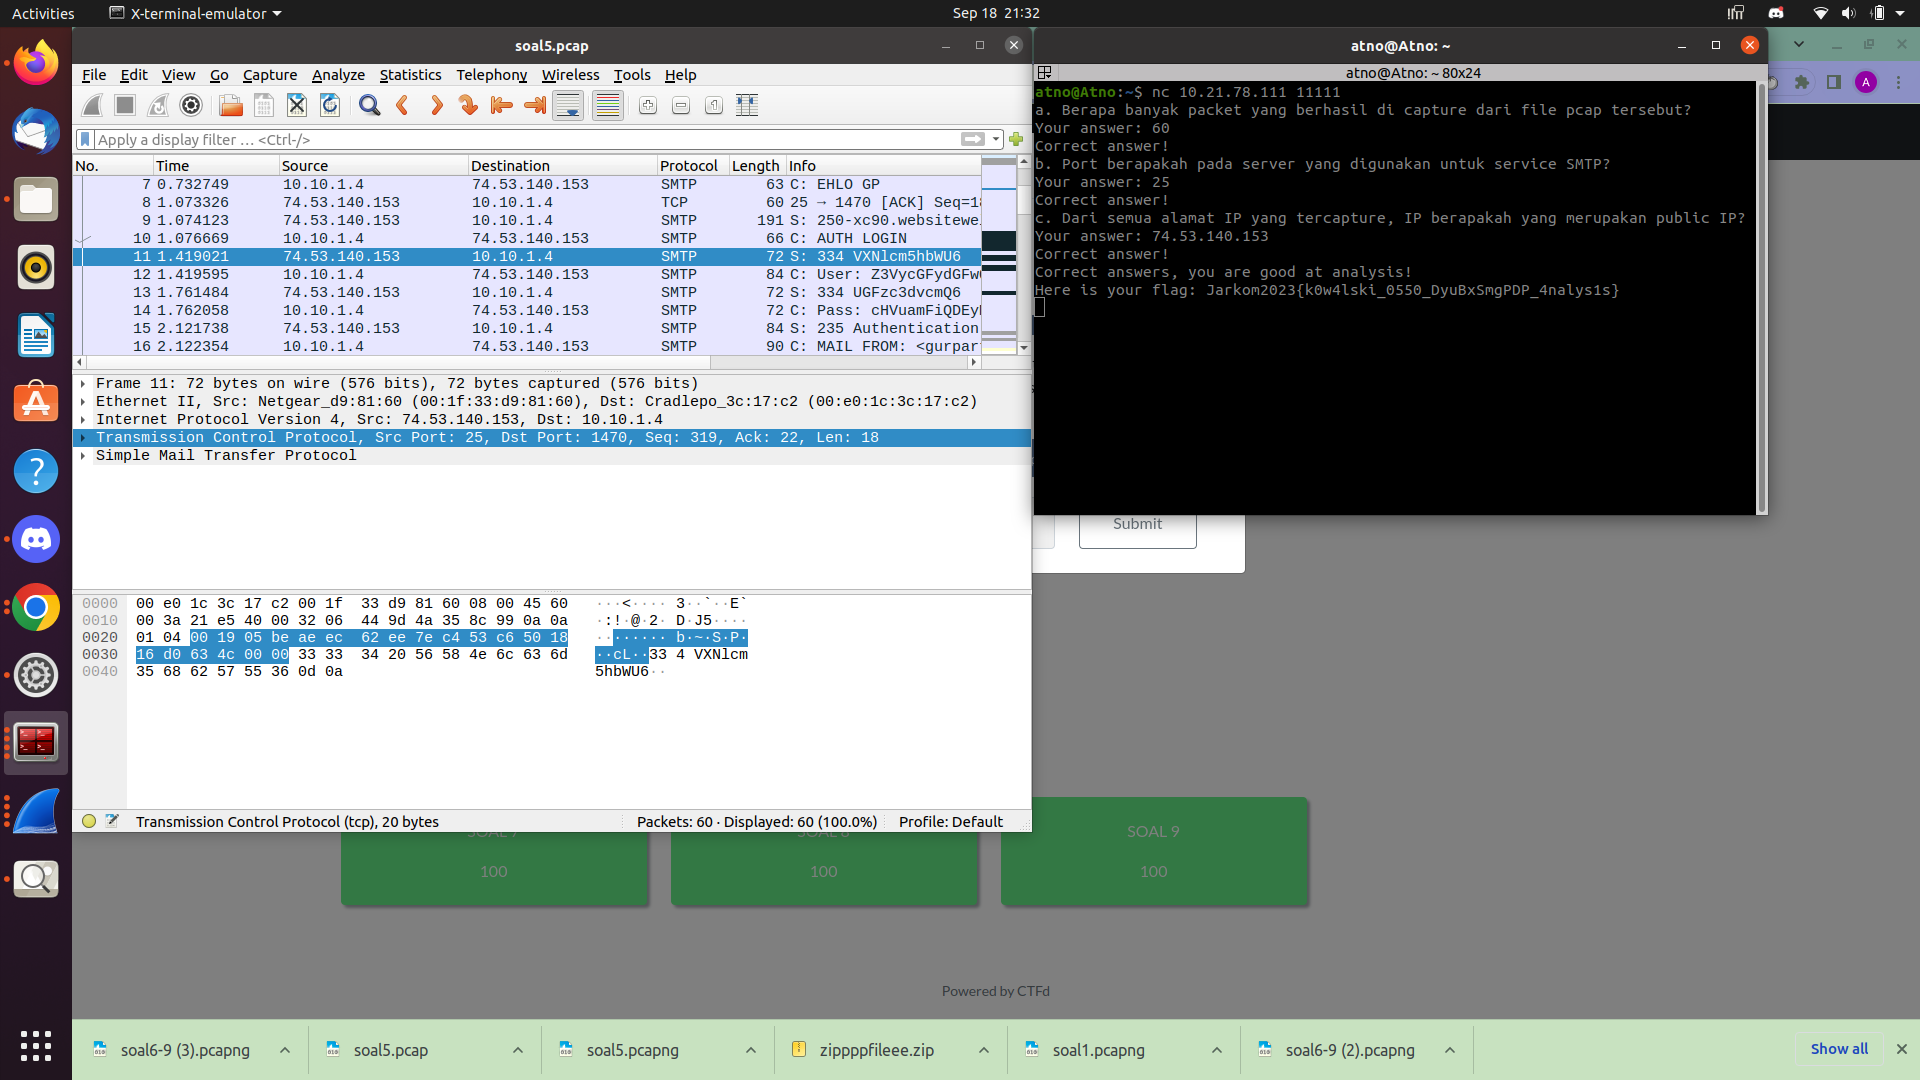 Activities
X-terminal-emulator
Sep 18 21:32
soal5.pcap
File Edit View Go Capture Analyze Statistics Telephony Wireless Tools Help
Apply a display filter … <Ctrl-/>
No. Time Source Destination Protocol Length Info
7 0.732749 10.10.1.4 74.53.140.153 SMTP 63 C: EHLO GP
8 1.073326 74.53.140.153 10.10.1.4 TCP 60 25 → 1470 [ACK] Seq=18
9 1.074123 74.53.140.153 10.10.1.4 SMTP 191 S: 250-xc90.websitewe
10 1.076669 10.10.1.4 74.53.140.153 SMTP 66 C: AUTH LOGIN
11 1.419021 74.53.140.153 10.10.1.4 SMTP 72 S: 334 VXNlcm5hbWU6
12 1.419595 10.10.1.4 74.53.140.153 SMTP 84 C: User: Z3VycGFydGFw
13 1.761484 74.53.140.153 10.10.1.4 SMTP 72 S: 334 UGFzc3dvcmQ6
14 1.762058 10.10.1.4 74.53.140.153 SMTP 72 C: Pass: cHVuamFiQDEy
15 2.121738 74.53.140.153 10.10.1.4 SMTP 84 S: 235 Authentication
16 2.122354 10.10.1.4 74.53.140.153 SMTP 90 C: MAIL FROM: <gurpar
Frame 11: 72 bytes on wire (576 bits), 72 bytes captured (576 bits)
Ethernet II, Src: Netgear_d9:81:60 (00:1f:33:d9:81:60), Dst: Cradlepo_3c:17:c2 (00:e0:1c:3c:17:c2)
Internet Protocol Version 4, Src: 74.53.140.153, Dst: 10.10.1.4
Transmission Control Protocol, Src Port: 25, Dst Port: 1470, Seq: 319, Ack: 22, Len: 18
Simple Mail Transfer Protocol
0000 00 e0 1c 3c 17 c2 00 1f 33 d9 81 60 08 00 45 60 ···<···· 3··`··E`
0010 00 3a 21 e5 40 00 32 06 44 9d 4a 35 8c 99 0a 0a ·:!·@·2· D·J5····
0020 01 04 00 19 05 be ae ec 62 ee 7e c4 53 c6 50 18 ········ b·~·S·P·
0030 16 d0 63 4c 00 00 33 33 34 20 56 58 4e 6c 63 6d ··cL··33 4 VXNlcm
0040 35 68 62 57 55 36 0d 0a 5hbWU6··
Transmission Control Protocol (tcp), 20 bytes
Packets: 60 · Displayed: 60 (100.0%)
Profile: Default
atno@Atno: ~
atno@Atno: ~ 80x24
atno@Atno:~$ nc 10.21.78.111 11111
a. Berapa banyak packet yang berhasil di capture dari file pcap tersebut?
Your answer: 60
Correct answer!
b. Port berapakah pada server yang digunakan untuk service SMTP?
Your answer: 25
Correct answer!
c. Dari semua alamat IP yang tercapture, IP berapakah yang merupakan public IP?
Your answer: 74.53.140.153
Correct answer!
Correct answers, you are good at analysis!
Here is your flag: Jarkom2023{k0w4lski_0550_DyuBxSmgPDP_4nalys1s}
A
Submit
SOAL 7
100
SOAL 8
100
SOAL 9
100
Powered by CTFd
soal6-9 (3).pcapng
soal5.pcap
soal5.pcapng
zippppfileee.zip
soal1.pcapng
soal6-9 (2).pcapng
Show all